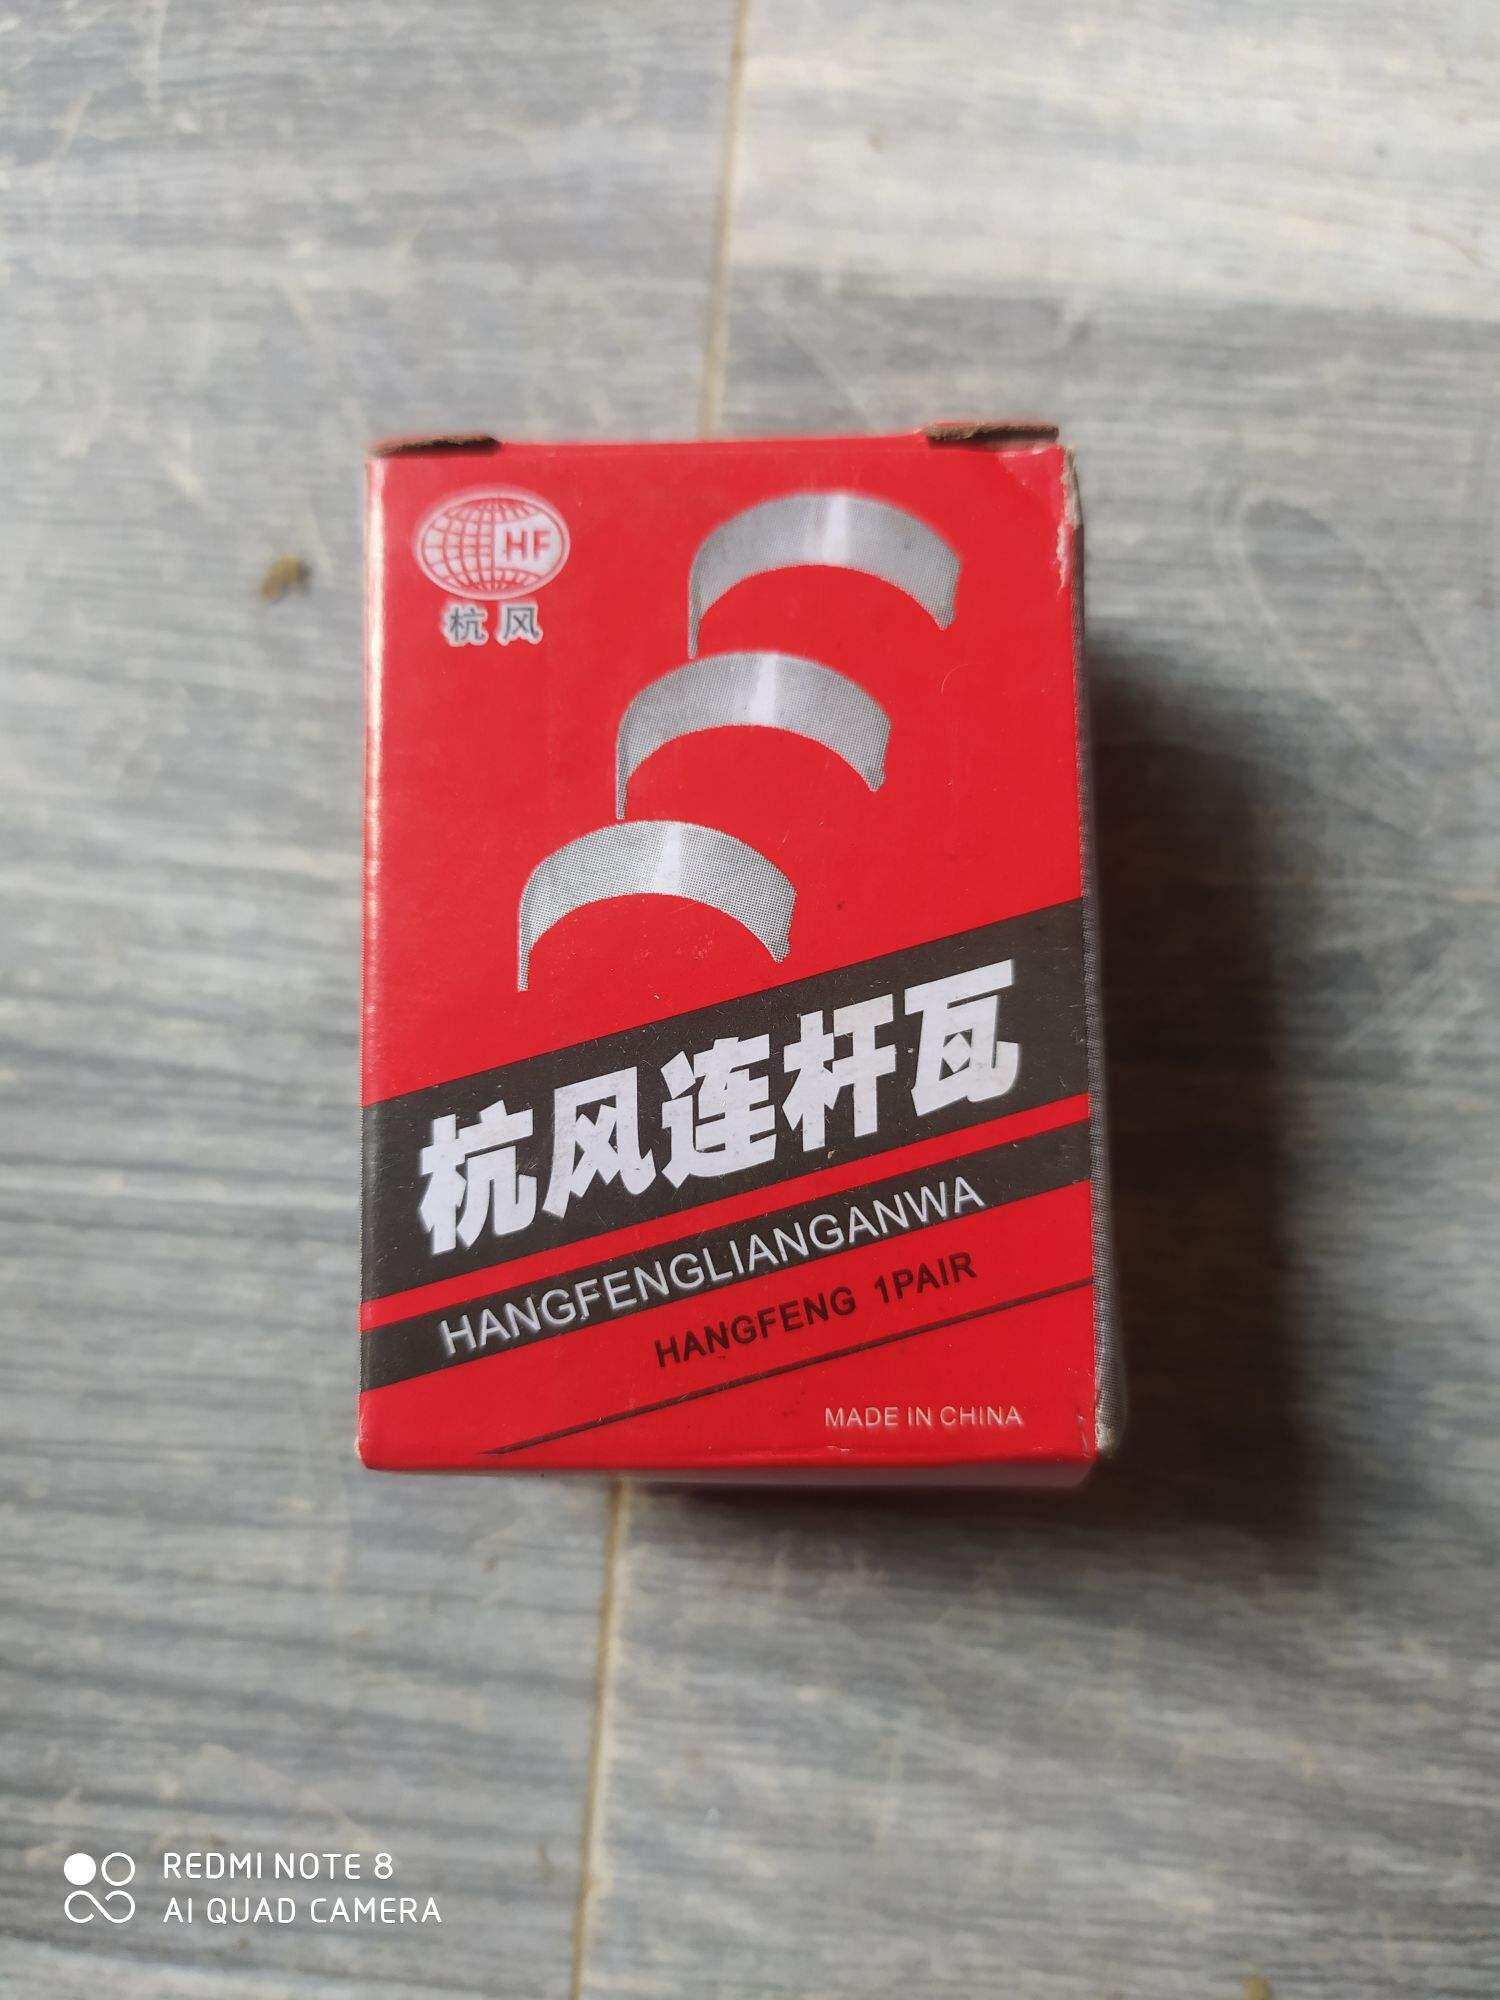 HF
杭风
杭风连杆瓦
HANGFENGLIANGANWA
HANGFENG 1PAIR
MADE IN CHINA
REDMI NOTE 8
AI QUAD CAMERA